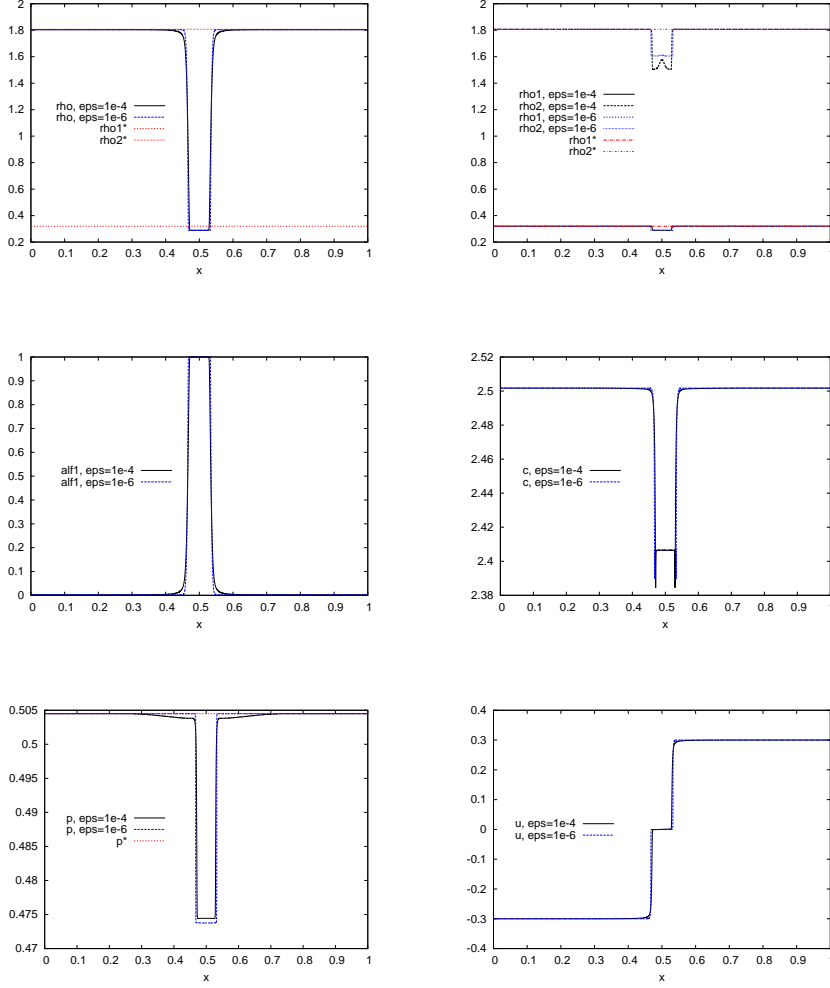 2
1.8
1.6
1.4
1.2
1
0.8
0.6
0.4
0.2
rho, eps=1e-4
rho, eps=1e-6
rho1*
rho2*
0 0.1 0.2 0.3 0.4 0.5 0.6 0.7 0.8 0.9 1
x
2
1.8
1.6
1.4
1.2
1
0.8
0.6
0.4
0.2
rho1, eps=1e-4
rho2, eps=1e-4
rho1, eps=1e-6
rho2, eps=1e-6
rho1*
rho2*
0 0.1 0.2 0.3 0.4 0.5 0.6 0.7 0.8 0.9 1
x
1
0.9
0.8
0.7
0.6
0.5
0.4
0.3
0.2
0.1
0
alf1, eps=1e-4
alf1, eps=1e-6
0 0.1 0.2 0.3 0.4 0.5 0.6 0.7 0.8 0.9 1
x
2.52
2.5
2.48
2.46
2.44
2.42
2.4
2.38
c, eps=1e-4
c, eps=1e-6
0 0.1 0.2 0.3 0.4 0.5 0.6 0.7 0.8 0.9 1
x
0.505
0.5
0.495
0.49
0.485
0.48
0.475
0.47
p, eps=1e-4
p, eps=1e-6
p*
0 0.1 0.2 0.3 0.4 0.5 0.6 0.7 0.8 0.9 1
x
0.4
0.3
0.2
0.1
0
-0.1
-0.2
-0.3
-0.4
u, eps=1e-4
u, eps=1e-6
0 0.1 0.2 0.3 0.4 0.5 0.6 0.7 0.8 0.9 1
x